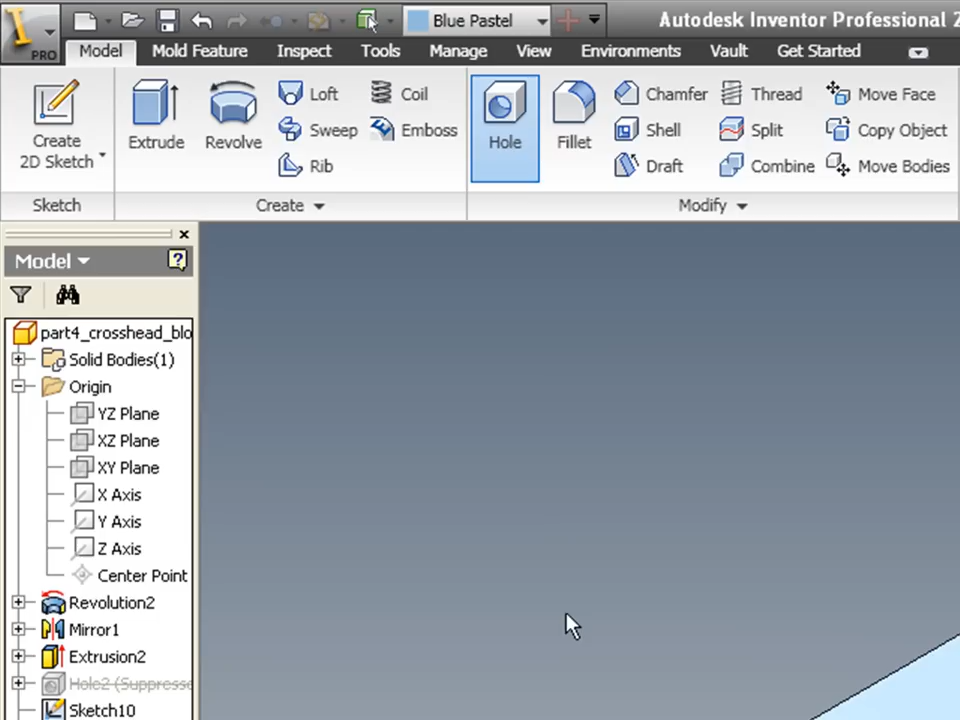 Blue Pastel
Autodesk Inventor Professional 2
PRO
Model
Mold Feature
Inspect
Tools
Manage
View
Environments
Vault
Get Started
Create
2D Sketch
Extrude
Revolve
Loft
Coil
Sweep
Emboss
Rib
Hole
Fillet
Chamfer
Thread
Move Face
Shell
Split
Copy Object
Draft
Combine
Move Bodies
Sketch
Create
Modify
Model
part4_crosshead_blo
Solid Bodies(1)
Origin
YZ Plane
XZ Plane
XY Plane
X Axis
Y Axis
Z Axis
Center Point
Revolution2
Mirror1
Extrusion2
Hole2 (Suppresse
Sketch10